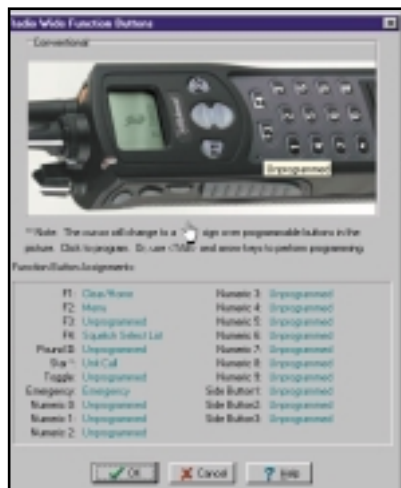 Radio Wide Function Buttons
Conventional
Unprogrammed
**Note: The cursor will change to a sign over programmable buttons in the
picture. Click to program. Or, use <TAB> and arrow keys to perform programming.
Function Button Assignments:
F1: Clear/Home
F2: Menu
F3: Unprogrammed
F4: Squelch Select List
Pound #: Unprogrammed
Star *: Unit Call
Toggle: Unprogrammed
Emergency: Emergency
Numeric 0: Unprogrammed
Numeric 1: Unprogrammed
Numeric 2: Unprogrammed
Numeric 3: Unprogrammed
Numeric 4: Unprogrammed
Numeric 5: Unprogrammed
Numeric 6: Unprogrammed
Numeric 7: Unprogrammed
Numeric 8: Unprogrammed
Numeric 9: Unprogrammed
Side Button1: Unprogrammed
Side Button2: Unprogrammed
Side Button3: Unprogrammed
OK
Cancel
Help